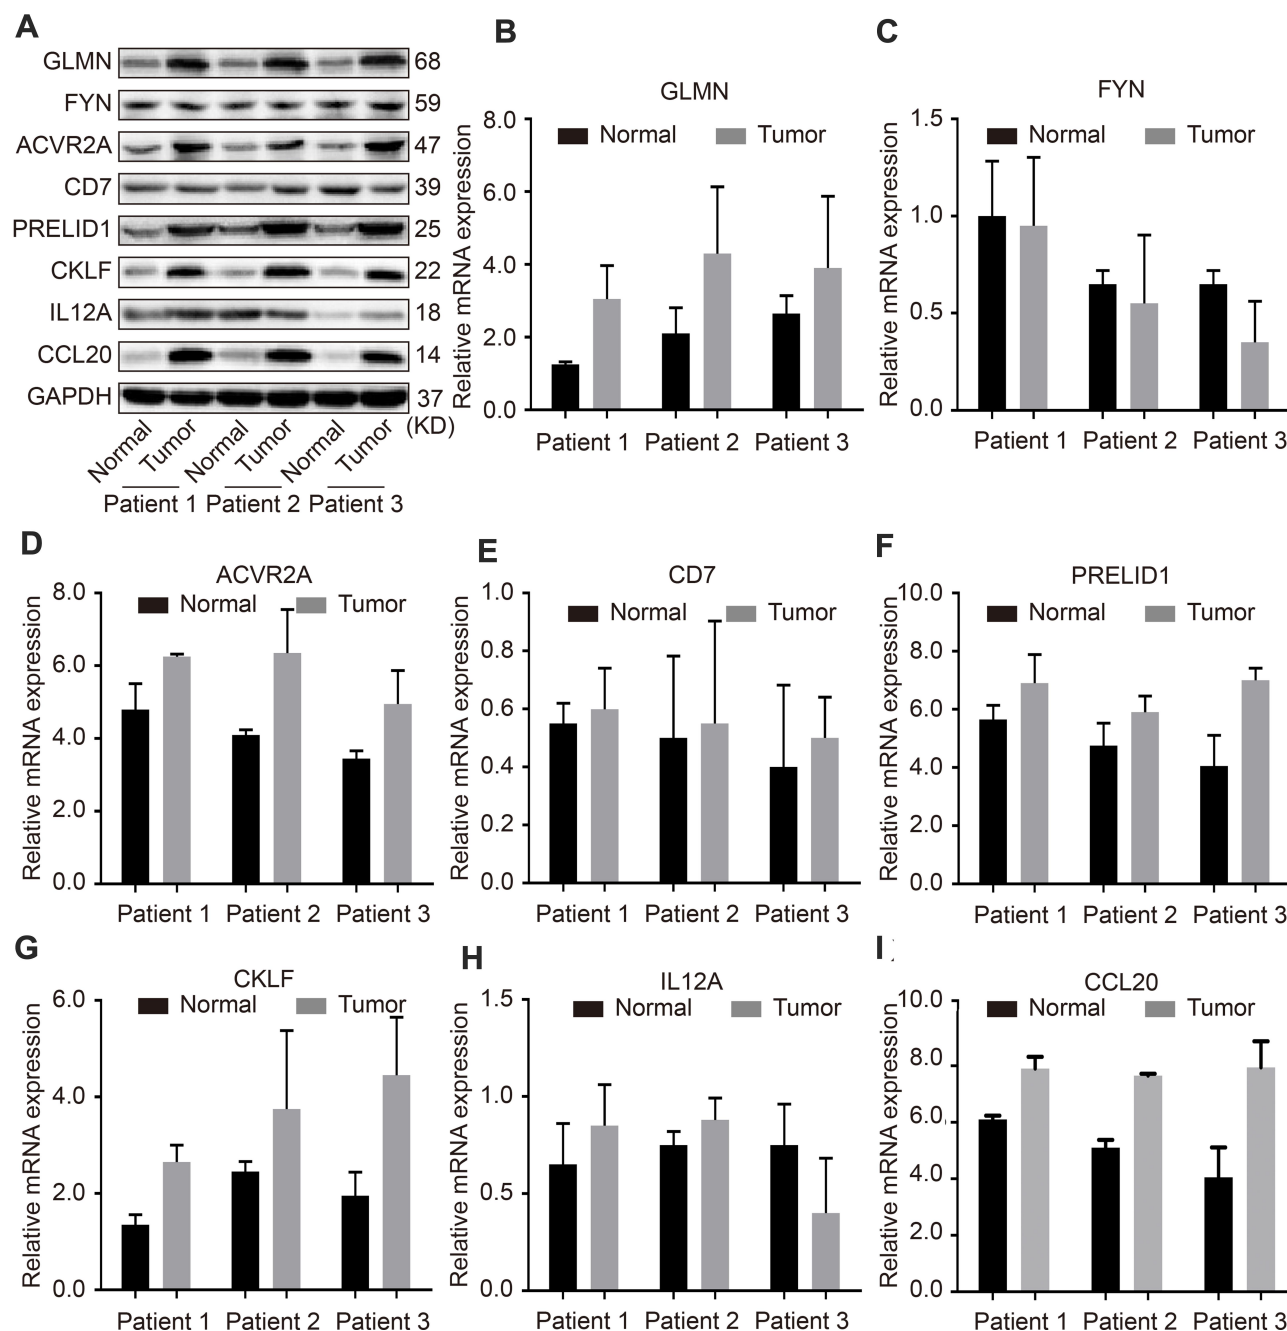 A
GLMN 68
FYN 59
ACVR2A 47
CD7 39
PRELID1 25
CKLF 22
IL12A 18
CCL20 14
GAPDH 37
(KD)
Normal Tumor Normal Tumor Normal Tumor
Patient 1 Patient 2 Patient 3
B
GLMN
Normal Tumor
Relative mRNA expression
8.0
6.0
4.0
2.0
0.0
Patient 1 Patient 2 Patient 3
C
FYN
Normal Tumor
Relative mRNA expression
1.5
1.0
0.5
0.0
Patient 1 Patient 2 Patient 3
D
ACVR2A
Normal Tumor
Relative mRNA expression
8.0
6.0
4.0
2.0
0.0
Patient 1 Patient 2 Patient 3
E
CD7
Normal Tumor
Relative mRNA expression
1.0
0.8
0.6
0.4
0.2
0.0
Patient 1 Patient 2 Patient 3
F
PRELID1
Normal Tumor
Relative mRNA expression
10.0
8.0
6.0
4.0
2.0
0.0
Patient 1 Patient 2 Patient 3
G
CKLF
Normal Tumor
Relative mRNA expression
6.0
4.0
2.0
0.0
Patient 1 Patient 2 Patient 3
H
IL12A
Normal Tumor
Relative mRNA expression
1.5
1.0
0.5
0.0
Patient 1 Patient 2 Patient 3
I
CCL20
Normal Tumor
Relative mRNA expression
10.0
8.0
6.0
4.0
2.0
0.0
Patient 1 Patient 2 Patient 3